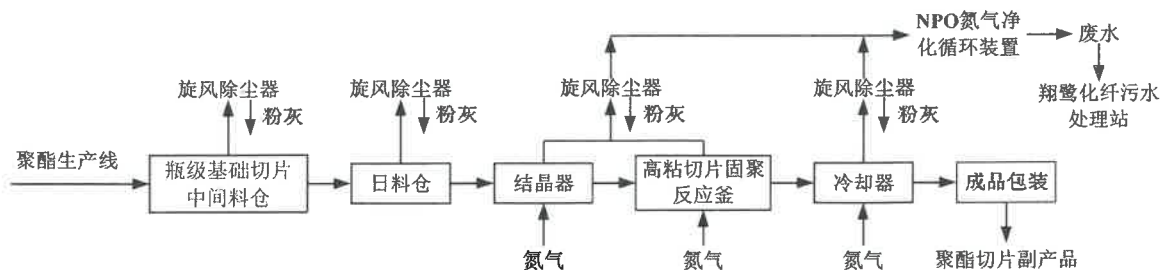 NPO氮气净
化循环装置
废水
旋风除尘器
粉灰
旋风除尘器
粉灰
旋风除尘器
粉灰
旋风除尘器
粉灰
翔鹭化纤污水
处理站
聚酯生产线
瓶级基础切片
中间料仓
日料仓
结晶器
高粘切片固聚
反应釜
冷却器
成品包装
氮气
氮气
氮气
聚酯切片副产品